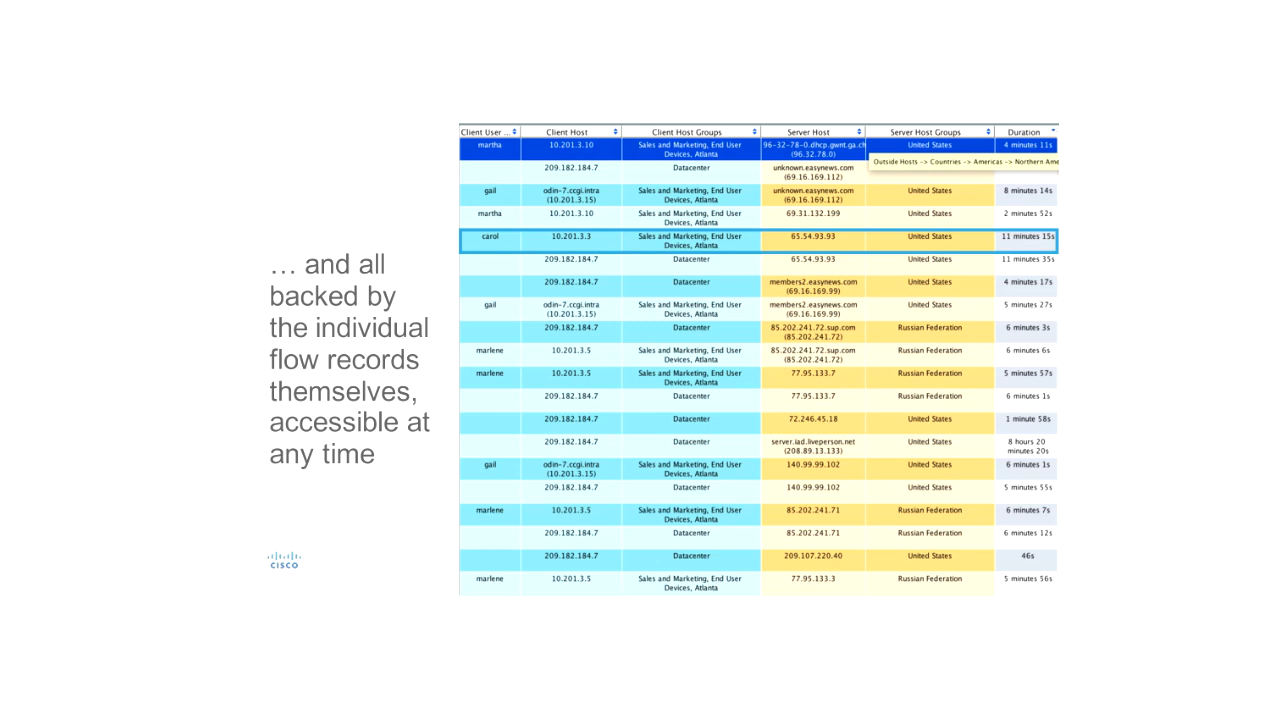 … and all
backed by
the individual
flow records
themselves,
accessible at
any time
CISCO
Client User ... Client Host Client Host Groups Server Host Server Host Groups Duration
martha 10.201.3.10 Sales and Marketing, End User Devices, Atlanta 96-32-78-0.dhcp.gwnt.ga.ch (96.32.78.0) United States 4 minutes 11s
Outside Hosts -> Countries -> Americas -> Northern Ame
209.182.184.7 Datacenter unknown.easynews.com (69.16.169.112)
gail odin-7.ccgi.intra (10.201.3.15) Sales and Marketing, End User Devices, Atlanta unknown.easynews.com (69.16.169.112) United States 8 minutes 14s
martha 10.201.3.10 Sales and Marketing, End User Devices, Atlanta 69.31.132.199 United States 2 minutes 52s
carol 10.201.3.3 Sales and Marketing, End User Devices, Atlanta 65.54.93.93 United States 11 minutes 15s
209.182.184.7 Datacenter 65.54.93.93 United States 11 minutes 35s
209.182.184.7 Datacenter members2.easynews.com (69.16.169.99) United States 4 minutes 17s
gail odin-7.ccgi.intra (10.201.3.15) Sales and Marketing, End User Devices, Atlanta members2.easynews.com (69.16.169.99) United States 5 minutes 27s
209.182.184.7 Datacenter 85.202.241.72.sup.com (85.202.241.72) Russian Federation 6 minutes 3s
marlene 10.201.3.5 Sales and Marketing, End User Devices, Atlanta 85.202.241.72.sup.com (85.202.241.72) Russian Federation 6 minutes 6s
marlene 10.201.3.5 Sales and Marketing, End User Devices, Atlanta 77.95.133.7 Russian Federation 5 minutes 57s
209.182.184.7 Datacenter 77.95.133.7 Russian Federation 6 minutes 1s
209.182.184.7 Datacenter 72.246.45.18 United States 1 minute 58s
209.182.184.7 Datacenter server.iad.liveperson.net (208.89.13.133) United States 8 hours 20 minutes 20s
gail odin-7.ccgi.intra (10.201.3.15) Sales and Marketing, End User Devices, Atlanta 140.99.99.102 United States 6 minutes 1s
209.182.184.7 Datacenter 140.99.99.102 United States 5 minutes 55s
marlene 10.201.3.5 Sales and Marketing, End User Devices, Atlanta 85.202.241.71 Russian Federation 6 minutes 7s
209.182.184.7 Datacenter 85.202.241.71 Russian Federation 6 minutes 12s
209.182.184.7 Datacenter 209.107.220.40 United States 46s
marlene 10.201.3.5 Sales and Marketing, End User Devices, Atlanta 77.95.133.3 Russian Federation 5 minutes 56s